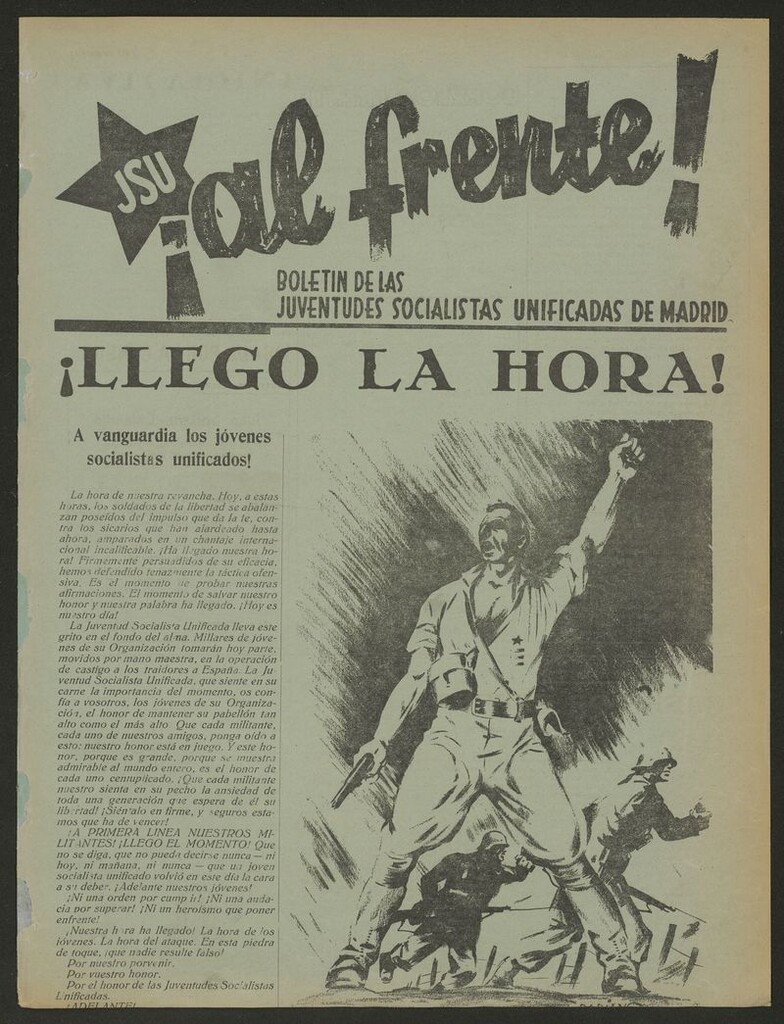 JSU
¡al frente!
BOLETIN DE LAS
JUVENTUDES SOCIALISTAS UNIFICADAS DE MADRID
¡LLEGO LA HORA!
A vanguardia los jóvenes
socialistas unificados!
La hora de nuestra revancha. Hoy, a estas
horas, los soldados de la libertad se abalan-
zan poseídos del impulso que da la fe, con-
tra los sicarios que han alardeado hasta
ahora, amparados en un chantaje interna-
cional incalificable. ¡Ha llegado nuestra ho-
ra! Firmemente persuadidos de su eficacia,
hemos defendido tenazmente la táctica ofen-
siva. Es el momento de probar nuestras
afirmaciones. El momento de salvar nuestro
honor y nuestra palabra ha llegado. ¡Hoy es
nuestro día!
La Juventud Socialista Unificada lleva este
grito en el fondo del alma. Millares de jóve-
nes de su Organización tomarán hoy parte,
movidos por mano maestra, en la operación
de castigo a los traidores a España. La Ju-
ventud Socialista Unificada, que siente en su
carne la importancia del momento, os con-
fía a vosotros, los jóvenes de su Organiza-
ción, el honor de mantener su pabellón tan
alto como el más alto. Que cada militante,
cada uno de nuestros amigos, ponga oído a
esto: nuestro honor está en juego. Y este ho-
nor, porque es grande, porque se muestra
admirable al mundo entero, es el honor de
cada uno centuplicado. ¡Que cada militante
nuestro sienta en su pecho la ansiedad de
toda una generación que espera de él su
libertad! ¡Siéntalo en firme, y seguros esta-
mos que ha de vencer!
¡A PRIMERA LINEA NUESTROS MI-
LITANTES! ¡LLEGO EL MOMENTO! Que
no se diga, que no pueda decirse nunca — ni
hoy, ni mañana, ni nunca — que un joven
socialista unificado volvió en este día la cara
a su deber. ¡Adelante nuestros jóvenes!
¡Ni una orden por cumplir! ¡Ni una auda-
cia por superar! ¡Ni un heroísmo que poner
enfrente!
¡Nuestra hora ha llegado! La hora de los
jóvenes. La hora del ataque. En esta piedra
de toque, ¡que nadie resulte falso!
Por nuestro porvenir.
Por vuestro honor.
Por el honor de las Juventudes Socialistas
Unificadas.
¡ADELANTE!